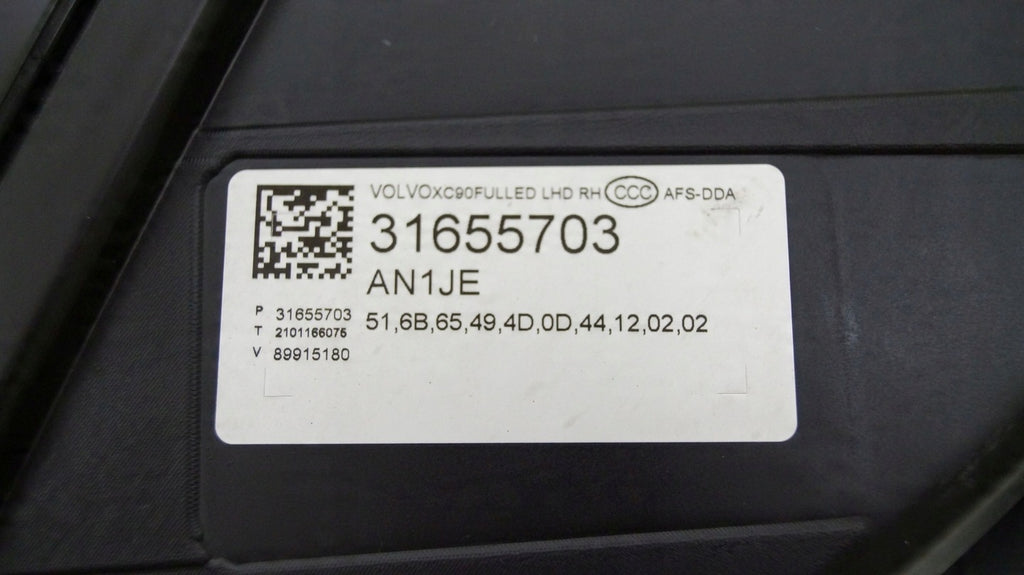 VOLVOXC90FULLED LHD RH CCC AFS-DDA
31655703
AN1JE
51,6B,65,49,4D,0D,44,12,02,02
P 31655703
T 2101166076
V 89915180